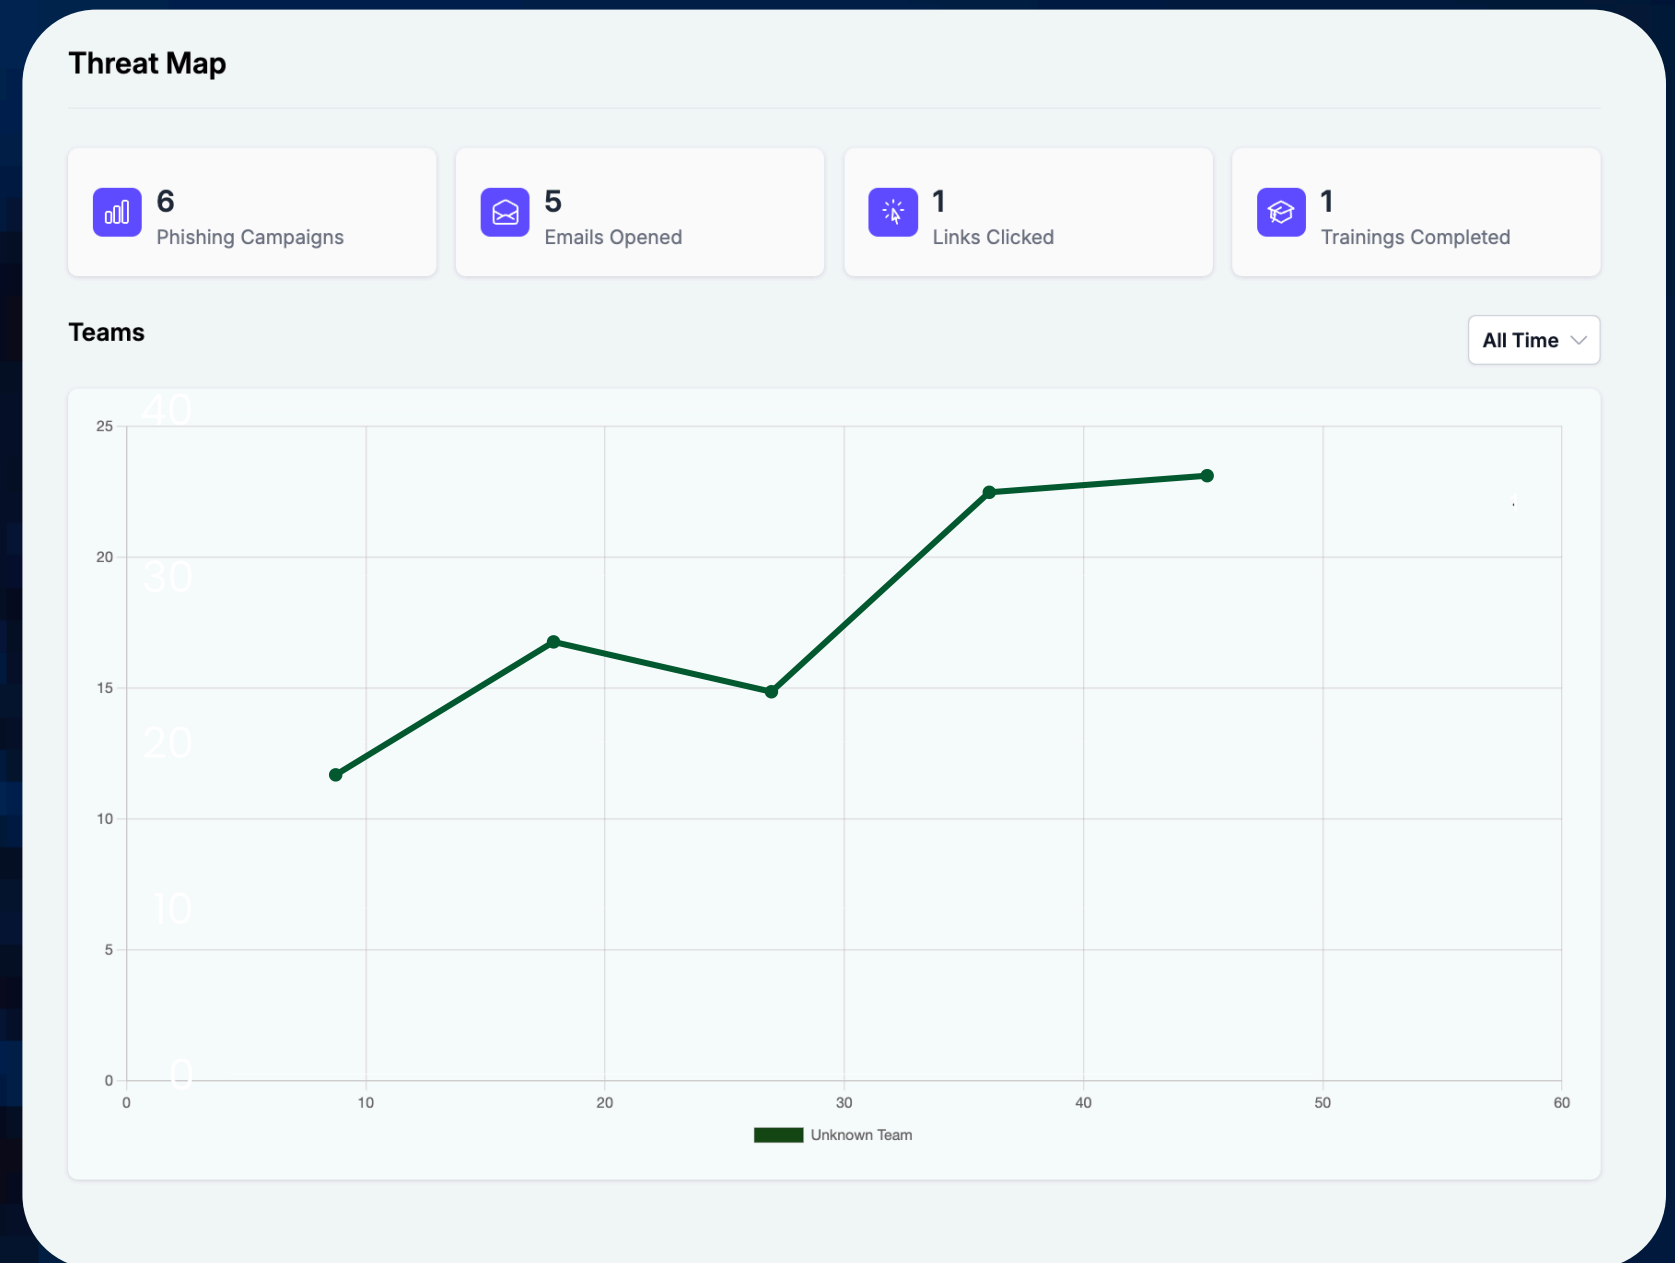 Threat Map
6
Phishing Campaigns
5
Emails Opened
1
Links Clicked
1
Trainings Completed
Teams
All Time
40
25
20
30
15
20
10
10
5
0
0
0 10 20 30 40 50 60
Unknown Team